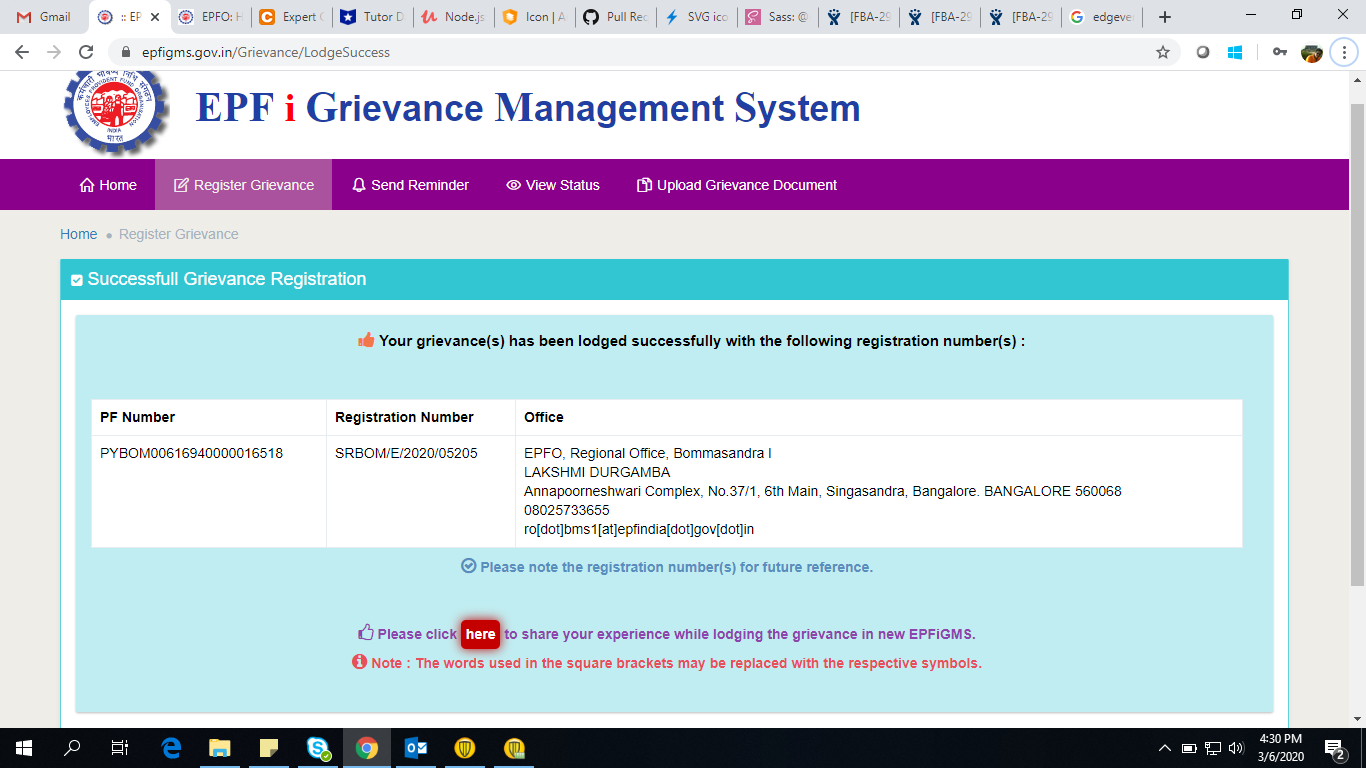 Gmail
:: EP
EPFO: H
Expert C
Tutor D
Node.js
Icon | A
Pull Rec
SVG ico
Sass: @
[FBA-29
[FBA-29
[FBA-29
edgeve
epfigms.gov.in/Grievance/LodgeSuccess
EPF i Grievance Management System
Home
Register Grievance
Send Reminder
View Status
Upload Grievance Document
Home
Register Grievance
Successfull Grievance Registration
Your grievance(s) has been lodged successfully with the following registration number(s) :
PF Number
Registration Number
Office
PYBOM00616940000016518
SRBOM/E/2020/05205
EPFO, Regional Office, Bommasandra I
LAKSHMI DURGAMBA
Annapoorneshwari Complex, No.37/1, 6th Main, Singasandra, Bangalore. BANGALORE 560068
08025733655
ro[dot]bms1[at]epfindia[dot]gov[dot]in
Please note the registration number(s) for future reference.
Please click here to share your experience while lodging the grievance in new EPFiGMS.
Note : The words used in the square brackets may be replaced with the respective symbols.
4:30 PM
3/6/2020
2